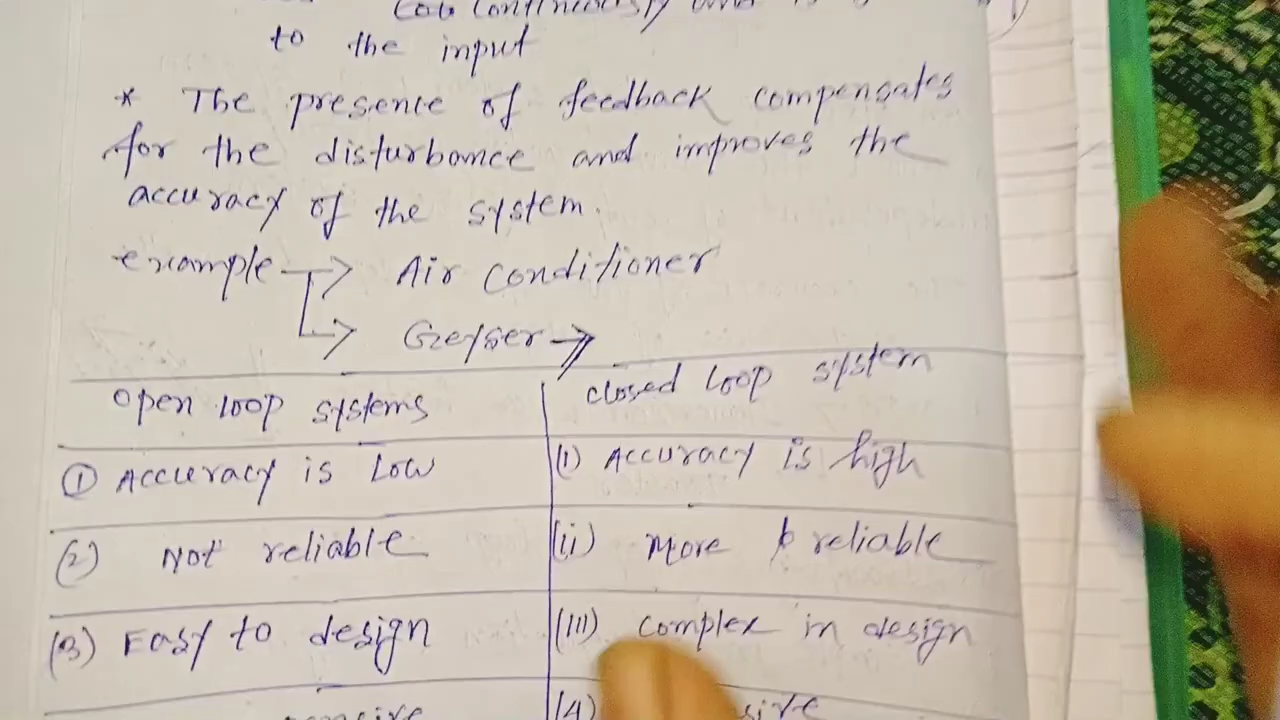 to the input
* The presence of feedback compensates
for the disturbance and improves the
accuracy of the system.
example → Air Conditioner
→ Geyser →
Open loop systems closed loop system
① Accuracy is Low (i) Accuracy is high
(2) Not reliable (ii) More reliable
(3) Easy to design (iii) complex in design
(4)